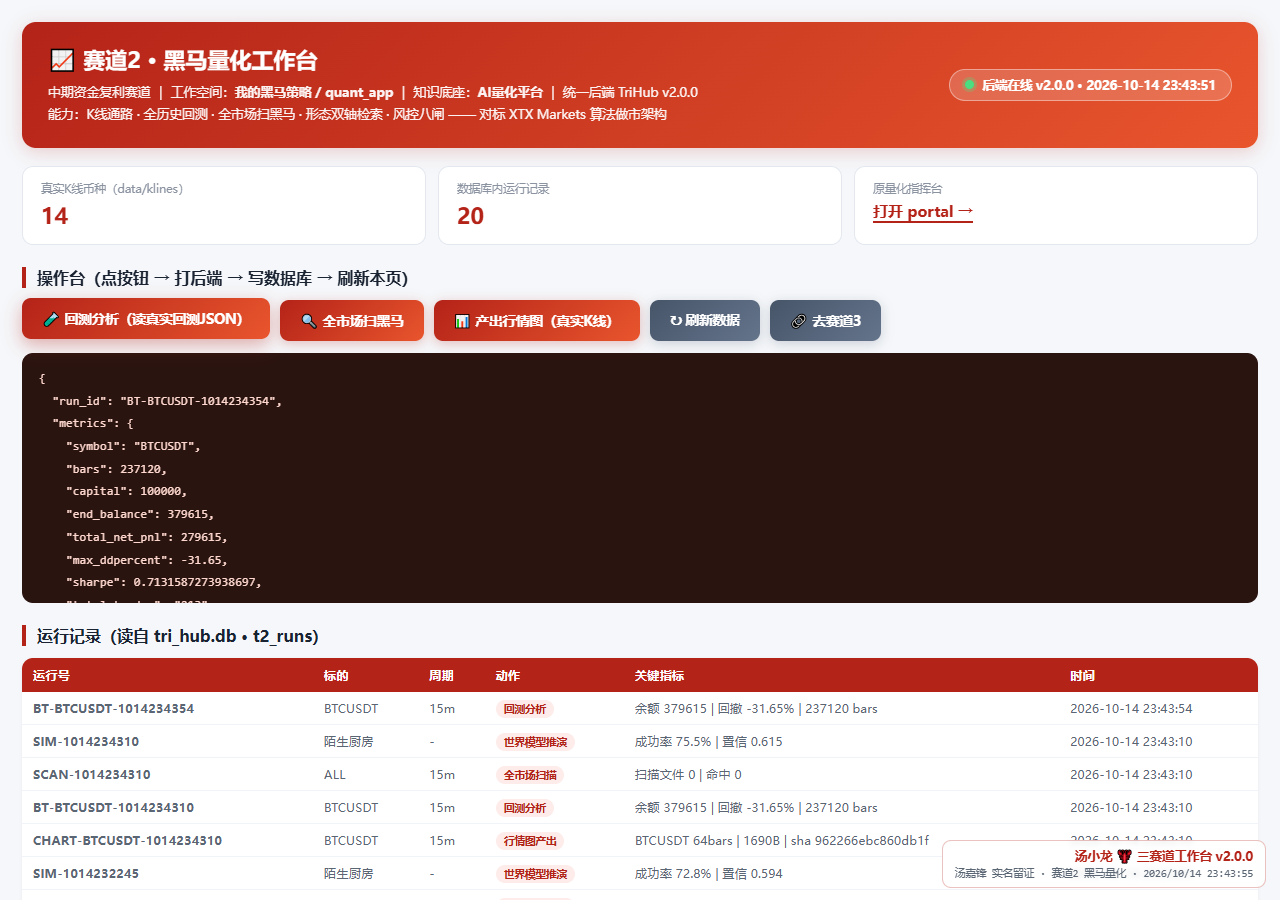 📈 赛道2 • 黑马量化工作台
中期资金复利赛道 | 工作空间：我的黑马策略 / quant_app | 知识底座：AI量化平台 | 统一后端 TriHub v2.0.0
能力：K线通路 · 全历史回测 · 全市场扫黑马 · 形态双轴检索 · 风控八闸 —— 对标 XTX Markets 算法做市架构
后端在线 v2.0.0 • 2026-10-14 23:43:51
真实K线币种（data/klines）
14
数据库内运行记录
20
原量化指挥台
打开 portal →
操作台（点按钮 → 打后端 → 写数据库 → 刷新本页）
🧪 回测分析（读真实回测JSON） 🔍 全市场扫黑马 📊 产出行情图（真实K线） ↻ 刷新数据 🔗 去赛道3
{
"run_id": "BT-BTCUSDT-1014234354",
"metrics": {
"symbol": "BTCUSDT",
"bars": 237120,
"capital": 100000,
"end_balance": 379615,
"total_net_pnl": 279615,
"max_ddpercent": -31.65,
"sharpe": 0.7131587273938697,
运行记录（读自 tri_hub.db • t2_runs）
运行号 标的 周期 动作 关键指标 时间
BT-BTCUSDT-1014234354 BTCUSDT 15m 回测分析 余额 379615 | 回撤 -31.65% | 237120 bars 2026-10-14 23:43:54
SIM-1014234310 陌生厨房 - 世界模型推演 成功率 75.5% | 置信 0.615 2026-10-14 23:43:10
SCAN-1014234310 ALL 15m 全市场扫描 扫描文件 0 | 命中 0 2026-10-14 23:43:10
BT-BTCUSDT-1014234310 BTCUSDT 15m 回测分析 余额 379615 | 回撤 -31.65% | 237120 bars 2026-10-14 23:43:10
CHART-BTCUSDT-1014234310 BTCUSDT 15m 行情图产出 BTCUSDT 64bars | 1690B | sha 962266ebc860db1f 2026-10-14 23:43:10
SIM-1014232245 陌生厨房 - 世界模型推演 成功率 72.8% | 置信 0.594
汤小龙 三赛道工作台 v2.0.0
汤嘉锋 实名留证 · 赛道2 黑马量化 · 2026/10/14 23:43:55